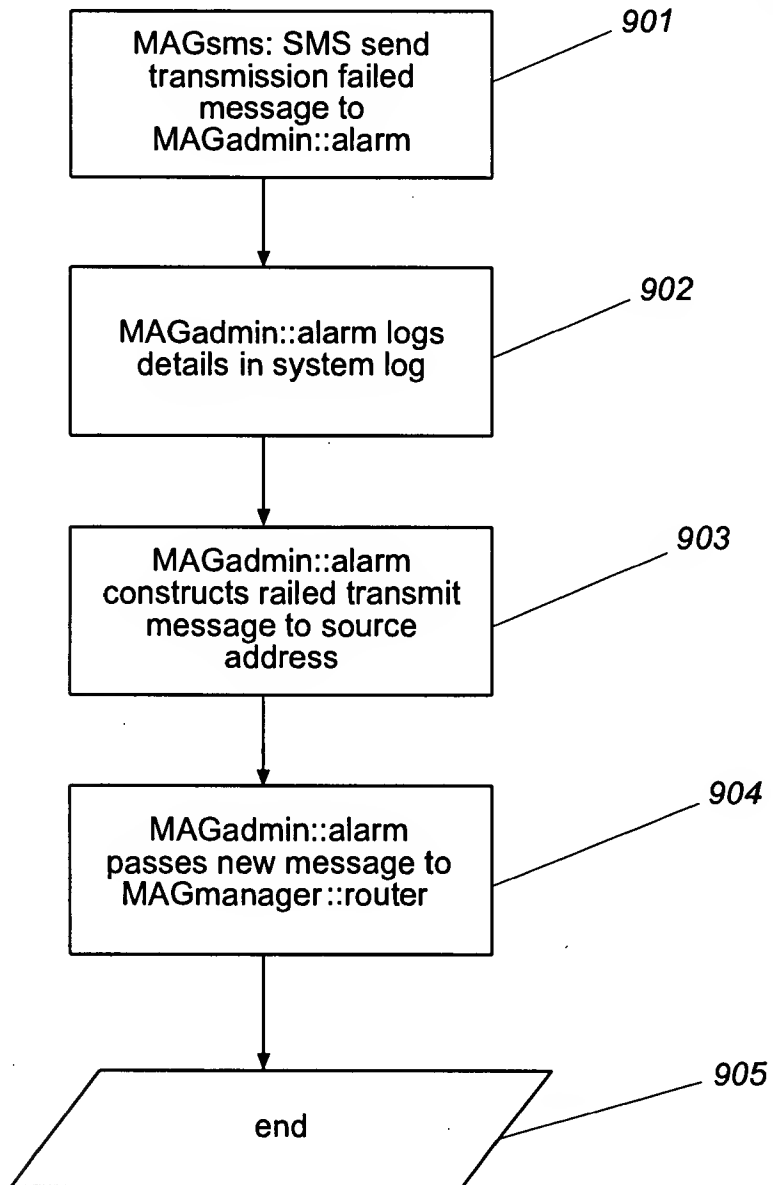 MAGsms: SMS send
transmission failed
message to
MAGadmin::alarm
901
MAGadmin::alarm logs
details in system log
902
MAGadmin::alarm
constructs railed transmit
message to source
address
903
MAGadmin::alarm
passes new message to
MAGmanager::router
904
end
905